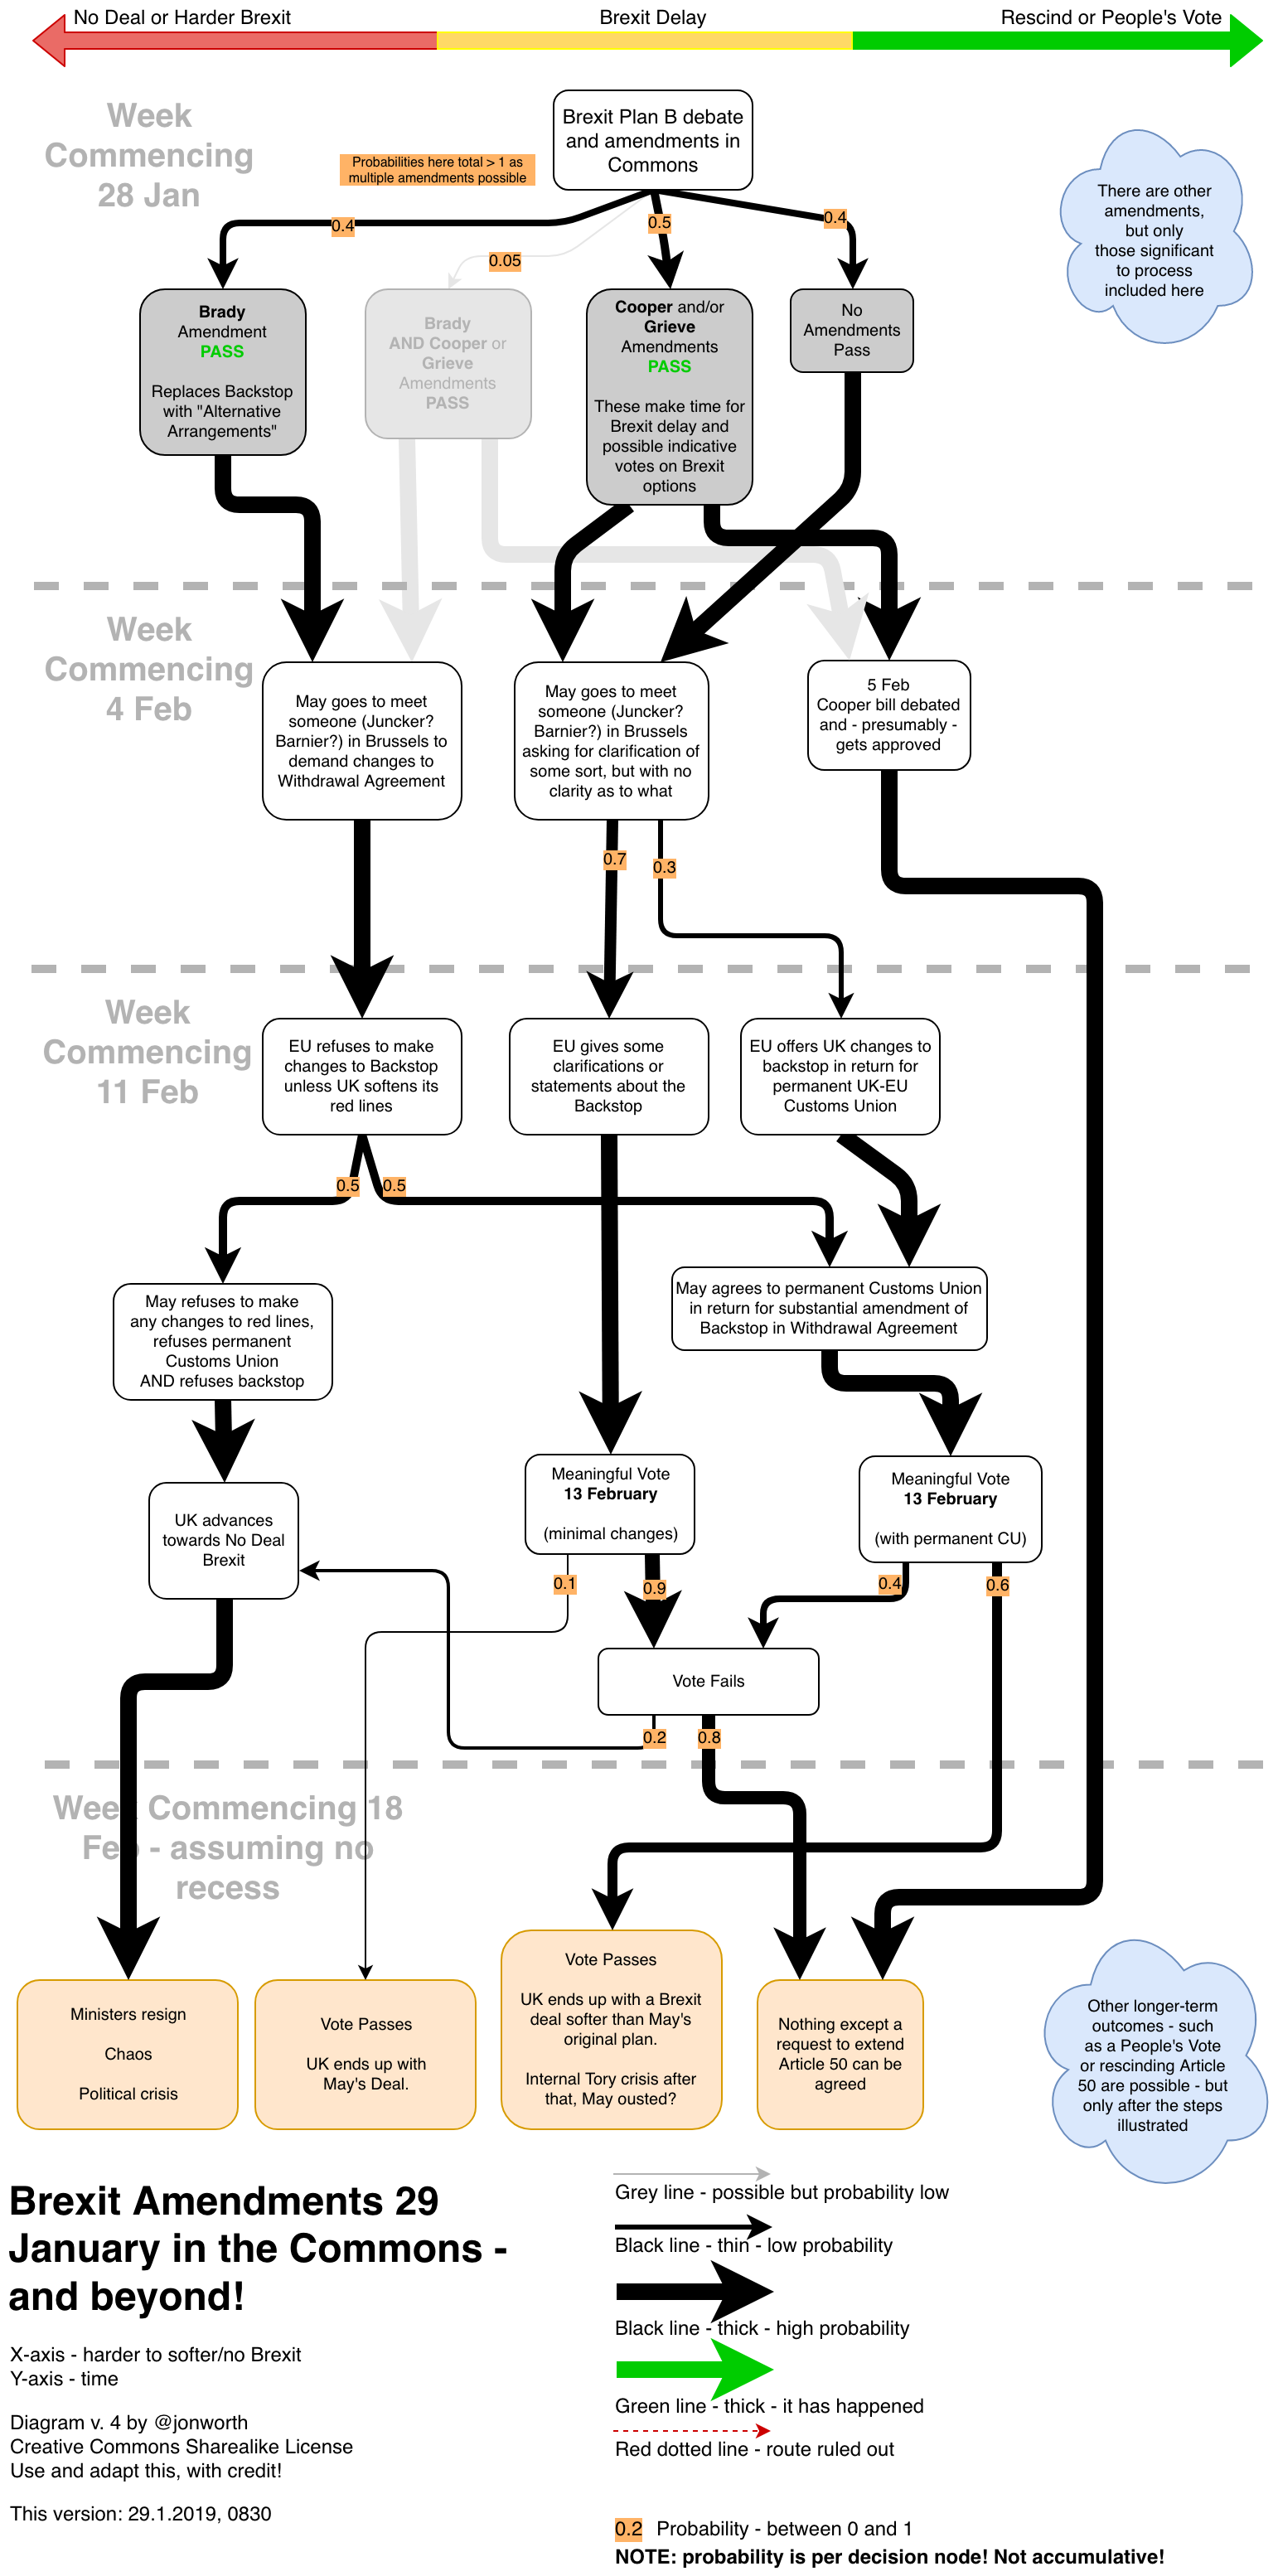 No Deal or Harder Brexit
Brexit Delay
Rescind or People's Vote
Week
Commencing
28 Jan
Brexit Plan B debate
and amendments in
Commons
Probabilities here total > 1 as
multiple amendments possible
There are other
amendments,
but only
those significant
to process
included here
0.4
0.05
0.5
0.4
Brady
Amendment
PASS
Replaces Backstop
with "Alternative
Arrangements"
Brady
AND Cooper or
Grieve
Amendments
PASS
Cooper and/or
Grieve
Amendments
PASS
These make time for
Brexit delay and
possible indicative
votes on Brexit
options
No
Amendments
Pass
Week
Commencing
4 Feb
May goes to meet
someone (Juncker?
Barnier?) in Brussels to
demand changes to
Withdrawal Agreement
May goes to meet
someone (Juncker?
Barnier?) in Brussels
asking for clarification of
some sort, but with no
clarity as to what
5 Feb
Cooper bill debated
and - presumably -
gets approved
0.7
0.3
Week
Commencing
11 Feb
EU refuses to make
changes to Backstop
unless UK softens its
red lines
EU gives some
clarifications or
statements about the
Backstop
EU offers UK changes to
backstop in return for
permanent UK-EU
Customs Union
0.5
0.5
May refuses to make
any changes to red lines,
refuses permanent
Customs Union
AND refuses backstop
May agrees to permanent Customs Union
in return for substantial amendment of
Backstop in Withdrawal Agreement
UK advances
towards No Deal
Brexit
Meaningful Vote
13 February
(minimal changes)
Meaningful Vote
13 February
(with permanent CU)
0.1
0.9
0.4
0.6
Vote Fails
0.2
0.8
Week Commencing 18
Feb - assuming no
recess
Ministers resign
Chaos
Political crisis
Vote Passes
UK ends up with
May's Deal.
Vote Passes
UK ends up with a Brexit
deal softer than May's
original plan.
Internal Tory crisis after
that, May ousted?
Nothing except a
request to extend
Article 50 can be
agreed
Other longer-term
outcomes - such
as a People's Vote
or rescinding Article
50 are possible - but
only after the steps
illustrated
Brexit Amendments 29
January in the Commons -
and beyond!
X-axis - harder to softer/no Brexit
Y-axis - time
Diagram v. 4 by @jonworth
Creative Commons Sharealike License
Use and adapt this, with credit!
This version: 29.1.2019, 0830
Grey line - possible but probability low
Black line - thin - low probability
Black line - thick - high probability
Green line - thick - it has happened
Red dotted line - route ruled out
0.2 Probability - between 0 and 1
NOTE: probability is per decision node! Not accumulative!